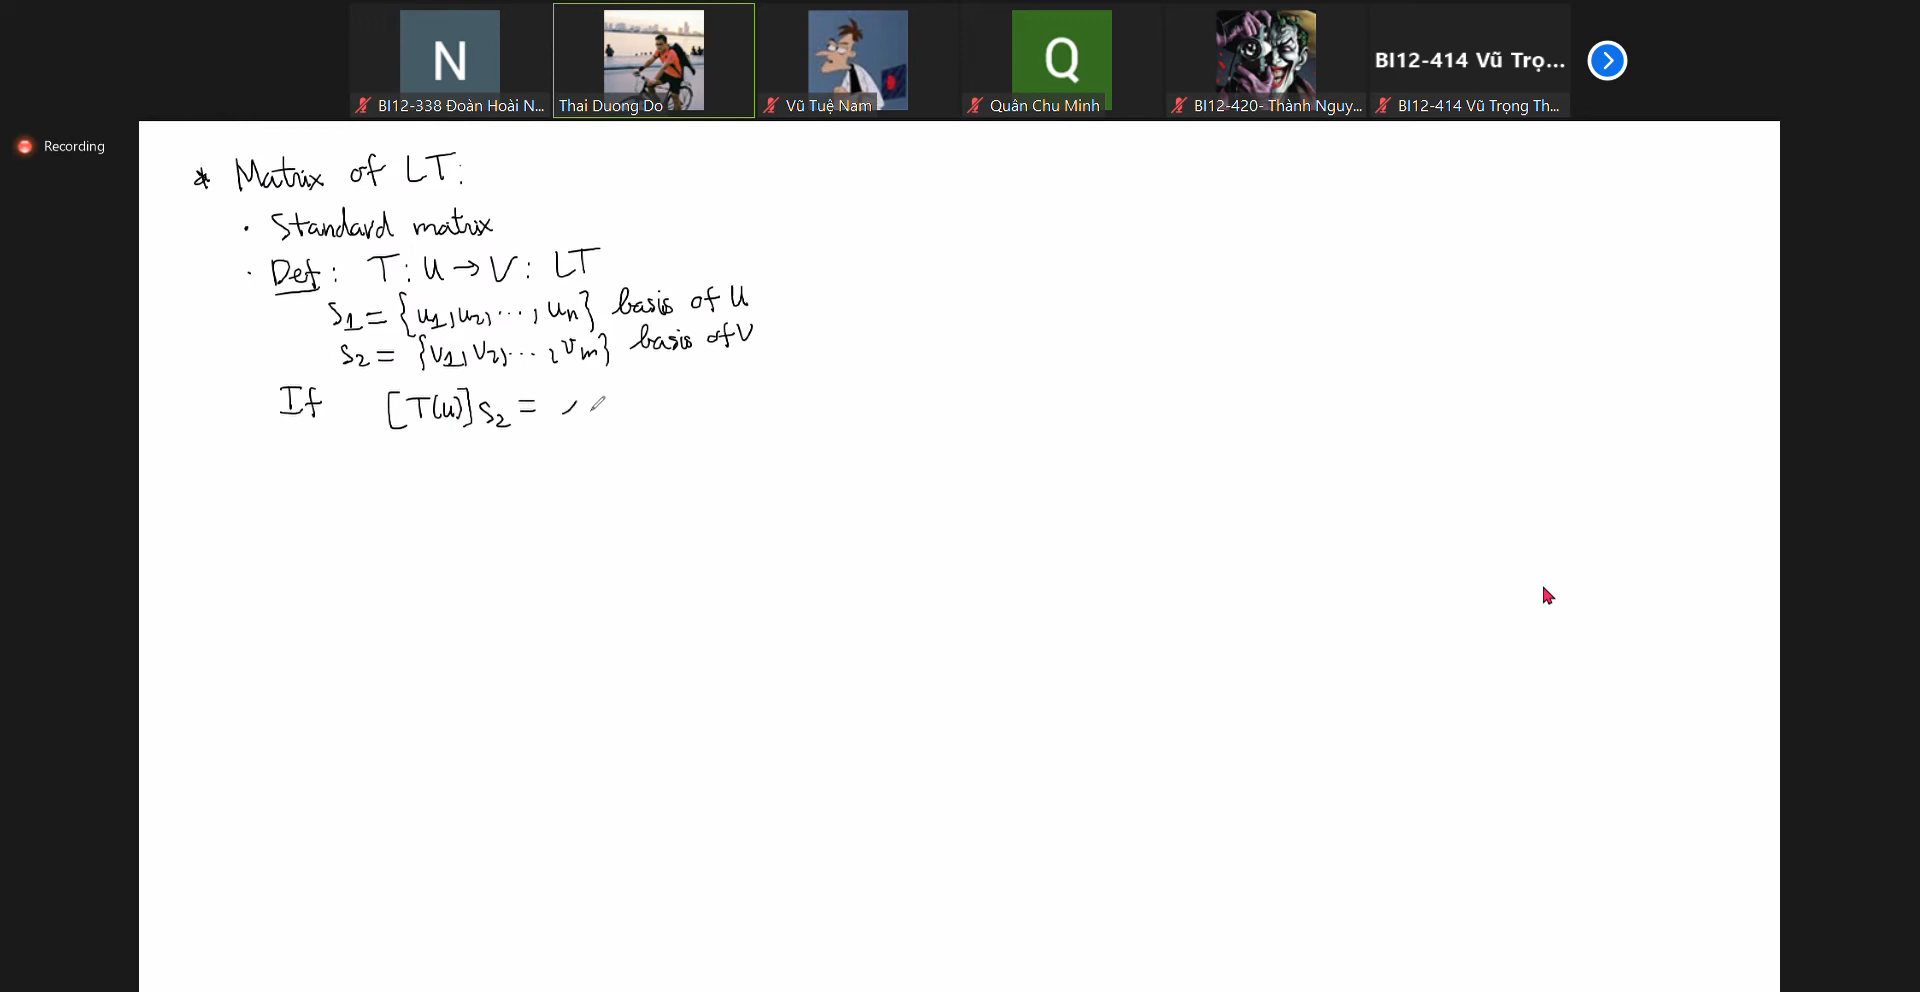 N
Q
BI12-414 Vũ Trọ...
BI12-338 Đoàn Hoài N...
Thai Duong Do
Vũ Tuệ Nam
Quân Chu Minh
BI12-420- Thành Nguy...
BI12-414 Vũ Trọng Th...
Recording
* Matrix of LT:
· Standard matrix
· Def: T: U → V: LT
S1 = {u1, u2, ..., un} basis of U
S2 = {v1, v2, ..., vm} basis of V
If [T(u)]S2 =